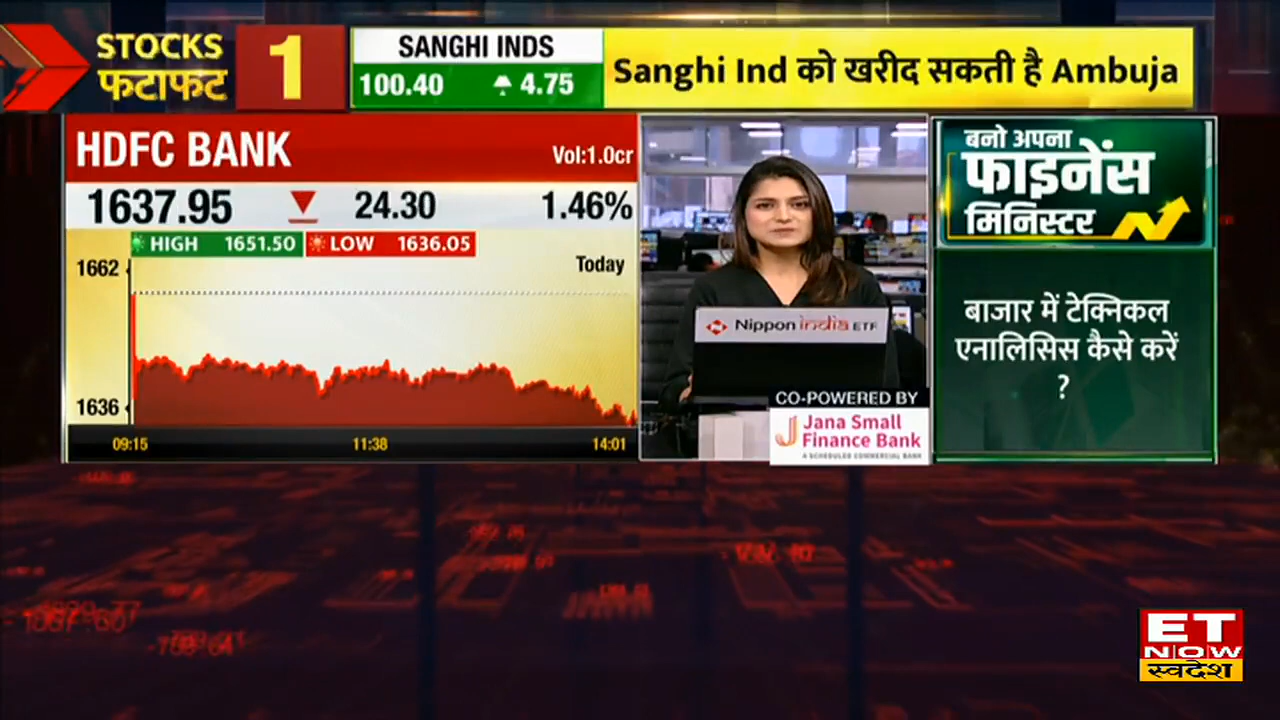 STOCKS
फटाफट
1
SANGHI INDS
100.40 4.75
Sanghi Ind को खरीद सकती है Ambuja
HDFC BANK
Vol:1.0cr
1637.95 24.30 1.46%
HIGH 1651.50 LOW 1636.05
1662
Today
1636
09:15 11:38 14:01
Nippon india ETF
CO-POWERED BY
Jana Small
Finance Bank
A SCHEDULED COMMERCIAL BANK
बनो अपना
फाइनेंस
मिनिस्टर
बाजार में टेक्निकल
एनालिसिस कैसे करें
?
ET
NOW
स्वदेश